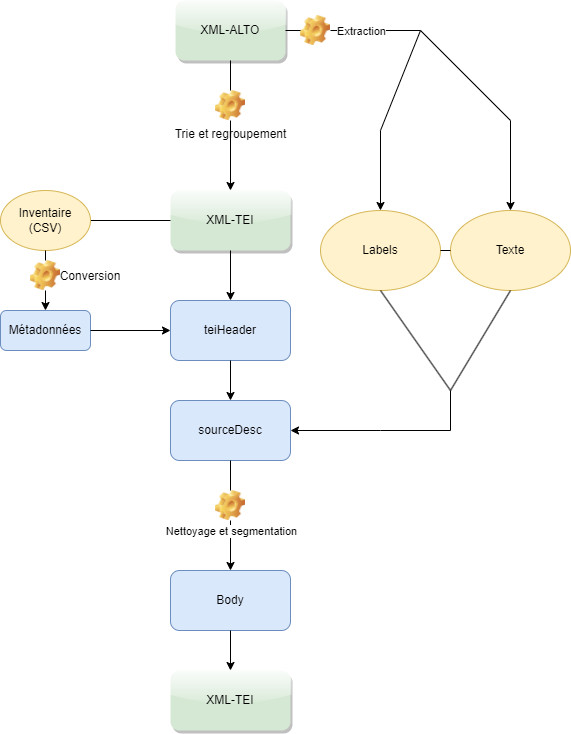 XML-ALTO
Extraction
Trie et regroupement
Inventaire
(CSV)
XML-TEI
Labels
Texte
Conversion
Métadonnées
teiHeader
sourceDesc
Nettoyage et segmentation
Body
XML-TEI